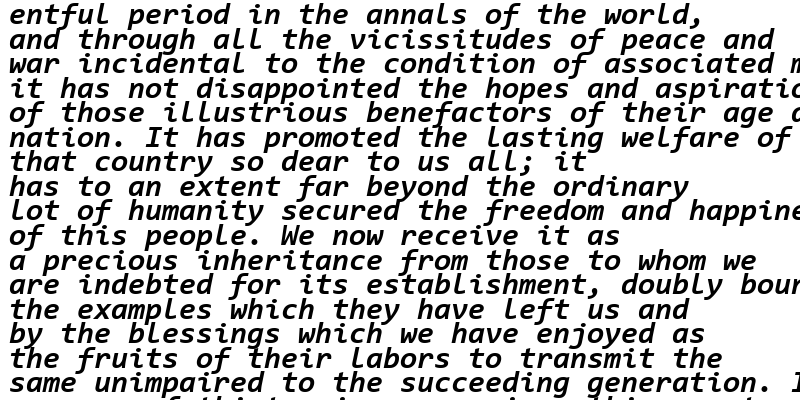 entful period in the annals of the world,
and through all the vicissitudes of peace and
war incidental to the condition of associated
it has not disappointed the hopes and
of those illustrious benefactors of their age
nation. It has promoted the lasting welfare of
that country so dear to us all; it
has to an extent far beyond the ordinary
lot of humanity secured the freedom and
of this people. We now receive it as
a precious inheritance from those to whom we
are indebted for its establishment, doubly
the examples which they have left us and
by the blessings which we have enjoyed as
the fruits of their labors to transmit the
same unimpaired to the succeeding generation.